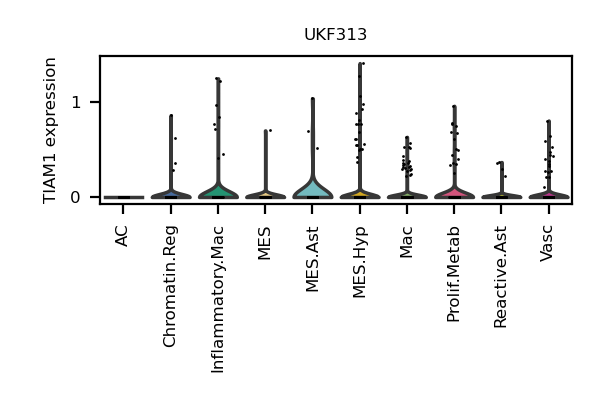 UKF313
TIAM1 expression
1
0
AC
Chromatin.Reg
Inflammatory.Mac
MES
MES.Ast
MES.Hyp
Mac
Prolif.Metab
Reactive.Ast
Vasc